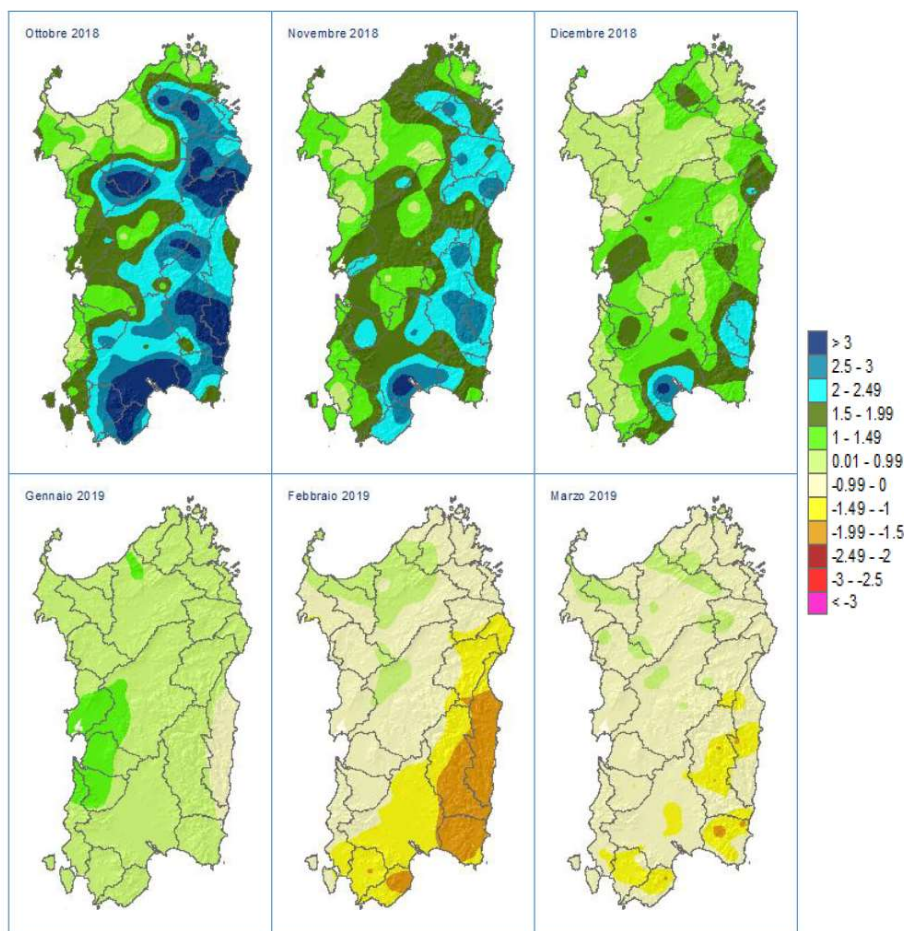 Ottobre 2018
Novembre 2018
Dicembre 2018
> 3
2.5 - 3
2 - 2.49
1.5 - 1.99
1 - 1.49
0.01 - 0.99
-0.99 - 0
-1.49 - -1
-1.99 - -1.5
-2.49 - -2
-3 - -2.5
< -3
Gennaio 2019
Febbraio 2019
Marzo 2019